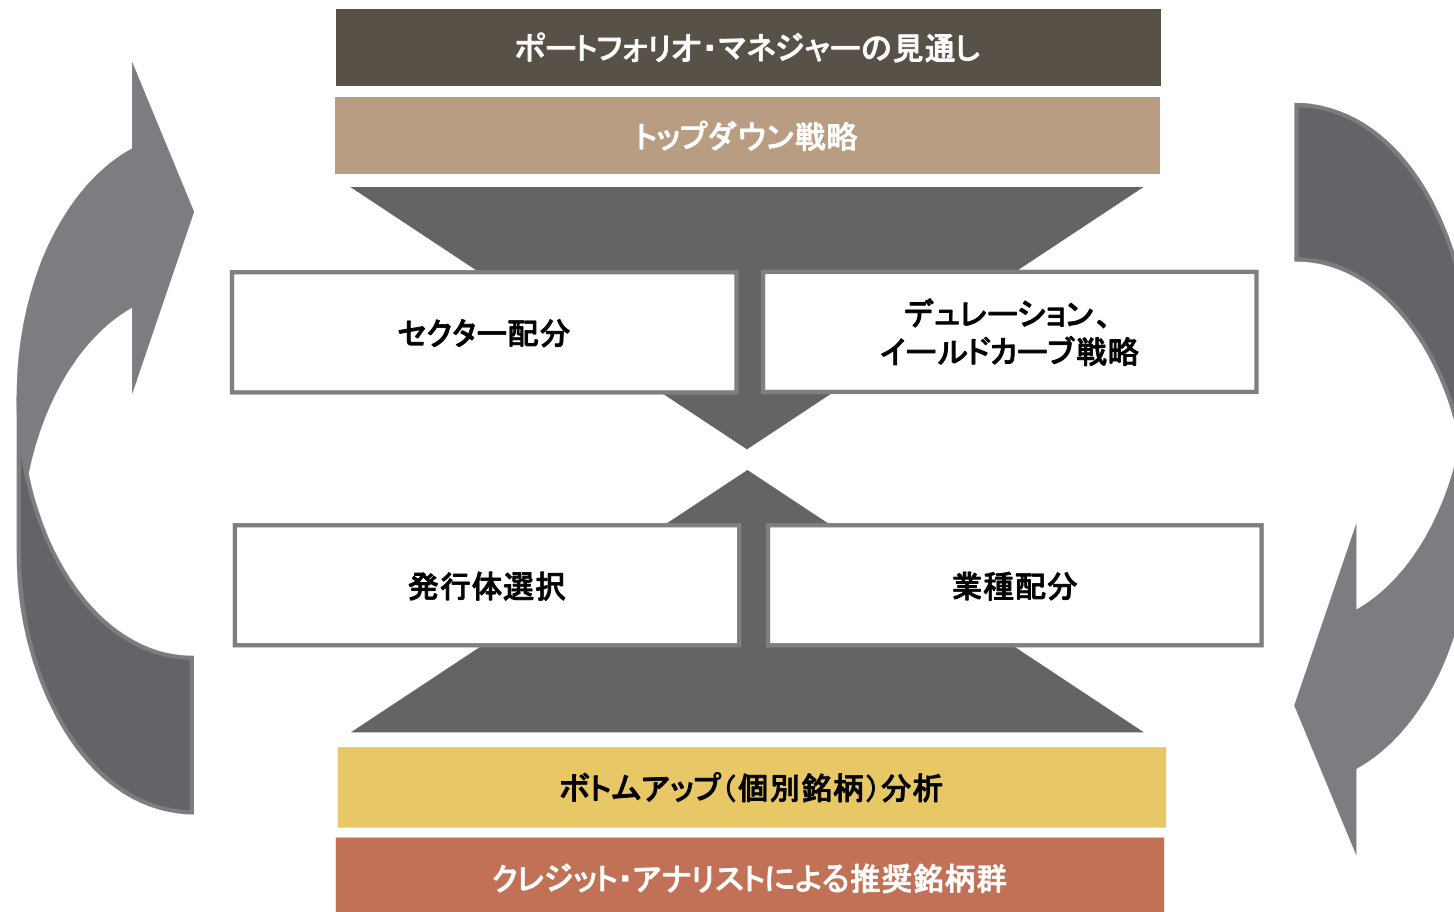 ポートフォリオ・マネジャーの見通し
トップダウン戦略
セクター配分
デュレーション、
イールドカーブ戦略
発行体選択
業種配分
ボトムアップ（個別銘柄）分析
クレジット・アナリストによる推奨銘柄群